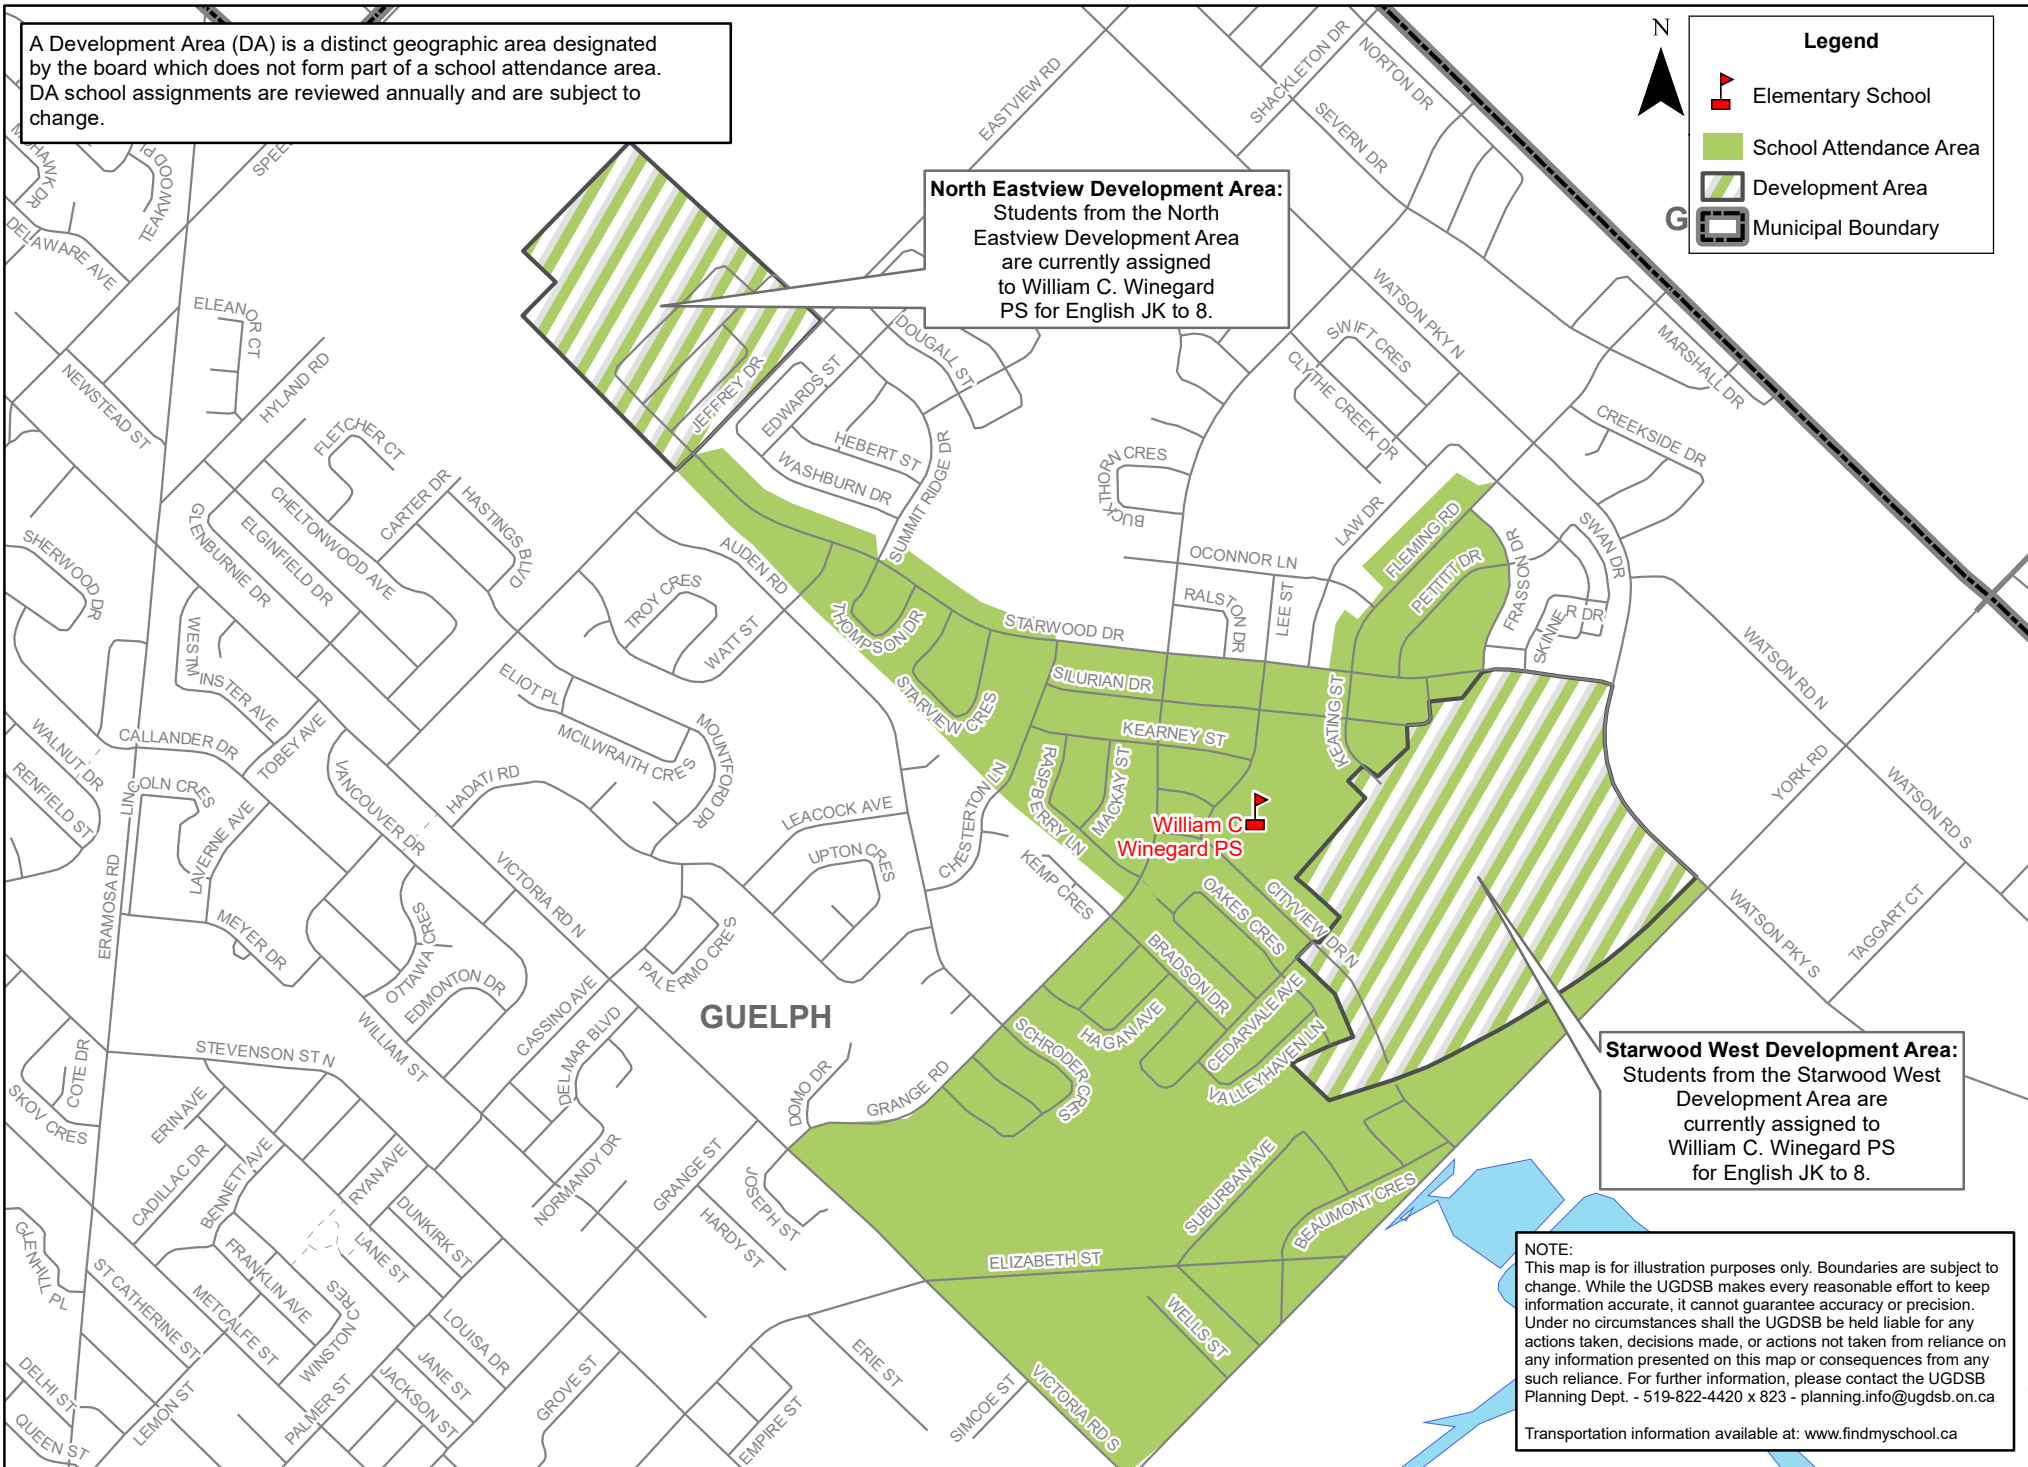 A Development Area (DA) is a distinct geographic area designated
by the board which does not form part of a school attendance area.
DA school assignments are reviewed annually and are subject to
change.
N
Legend
Elementary School
School Attendance Area
Development Area
Municipal Boundary
G
North Eastview Development Area:
Students from the North
Eastview Development Area
are currently assigned
to William C. Winegard
PS for English JK to 8.
EASTVIEW RD
SHACKLETON DR
NORTON DR
SEVERN DR
MOHAWK DR
TEAKWOOD PL
DELAWARE AVE
ELEANOR CT
NEWSTEAD ST
HYLAND RD
FLETCHER CT
CARTER DR
HASTINGS BLVD
CHELTONWOOD AVE
ELGINFIELD DR
GLENBURNIE DR
SHERWOOD DR
JEFFREY DR
EDWARDS ST
DOUGALL ST
HEBERT ST
WASHBURN DR
SUMMIT RIDGE DR
WATSON PKY N
SWIFT CRES
CLYTHE CREEK DR
MARSHALL DR
CREEKSIDE DR
BUCKTHORN CRES
LAW DR
FLEMING RD
PETTITT DR
FRASSON DR
SWAN DR
SKINNER DR
OCONNOR LN
RALSTON DR
LEE ST
AUDEN RD
TROY CRES
WATT ST
THOMPSON DR
STARWOOD DR
STARVIEW CRES
SILURIAN DR
KEARNEY ST
KEATING ST
WATSON RD N
YORK RD
WATSON RD S
WESTMINSTER AVE
TOBEY AVE
CALLANDER DR
WALNUT DR
RENFIELD ST
LINCOLN CRES
LAVERNE AVE
VANCOUVER DR
HADATI RD
ELIOT PL
MCILWRAITH CRES
MOUNTFORD DR
LEACOCK AVE
UPTON CRES
CHESTERTON LN
RASPBERRY LN
MACKAY ST
William C
Winegard PS
KEMP CRES
OAKES CRES
CITYVIEW DR N
BRADSON DR
CEDARVALE AVE
HAGAN AVE
VALLEYHAVEN LN
SCHRODER CRES
WATSON PKY S
TAGGART CT
ERAMOSA RD
MEYER DR
OTTAWA CRES
EDMONTON DR
VICTORIA RD N
PALERMO CRES
CASSINO AVE
WILLIAM ST
DEL MAR BLVD
GUELPH
STEVENSON ST N
COTE DR
SKOV CRES
ERIN AVE
CADILLAC DR
BENNETT AVE
RYAN AVE
DUNKIRK ST
LANE ST
NORMANDY DR
DOMO DR
GRANGE RD
GRANGE ST
JOSEPH ST
HARDY ST
Starwood West Development Area:
Students from the Starwood West
Development Area are
currently assigned to
William C. Winegard PS
for English JK to 8.
SUBURBAN AVE
BEAUMONT CRES
ELIZABETH ST
WELLS ST
VICTORIA RD S
GLENHILL PL
ST CATHERINE ST
METCALFE ST
FRANKLIN AVE
WINSTON CRES
LOUISA DR
JANE ST
JACKSON ST
PALMER ST
LEMON ST
DELHI ST
QUEEN ST
GROVE ST
ERIE ST
EMPIRE ST
SIMCOE ST
NOTE:
This map is for illustration purposes only. Boundaries are subject to
change. While the UGDSB makes every reasonable effort to keep
information accurate, it cannot guarantee accuracy or precision.
Under no circumstances shall the UGDSB be held liable for any
actions taken, decisions made, or actions not taken from reliance on
any information presented on this map or consequences from any
such reliance. For further information, please contact the UGDSB
Planning Dept. - 519-822-4420 x 823 - planning.info@ugdsb.on.ca
Transportation information available at: www.findmyschool.ca